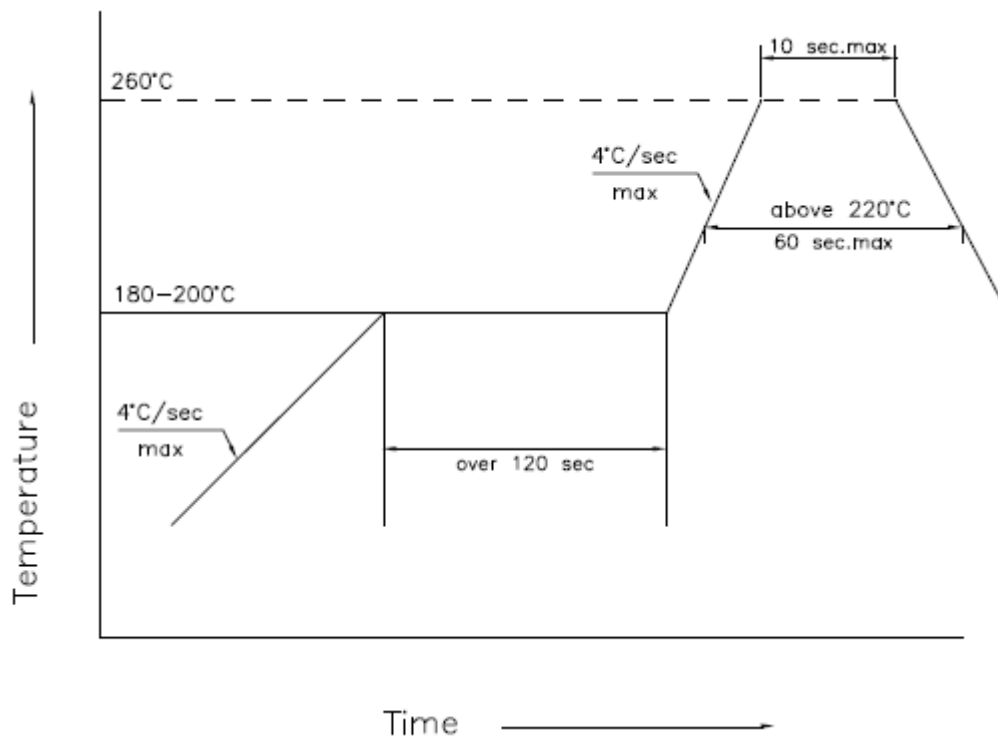 10 sec.max
260°C
4°C/sec
max
above 220°C
60 sec.max
180-200°C
4°C/sec
max
over 120 sec
Temperature
Time